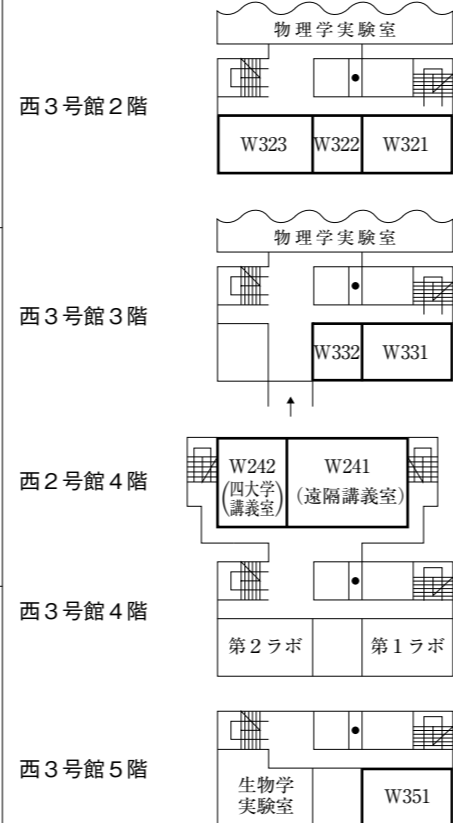 物理学実験室
西３号館２階
W323
W322
W321
物理学実験室
西３号館３階
W332
W331
↑
西２号館４階
W242
(四大学
講義室)
W241
（遠隔講義室）
西３号館４階
第２ラボ
第１ラボ
西３号館５階
生物学
実験室
W351